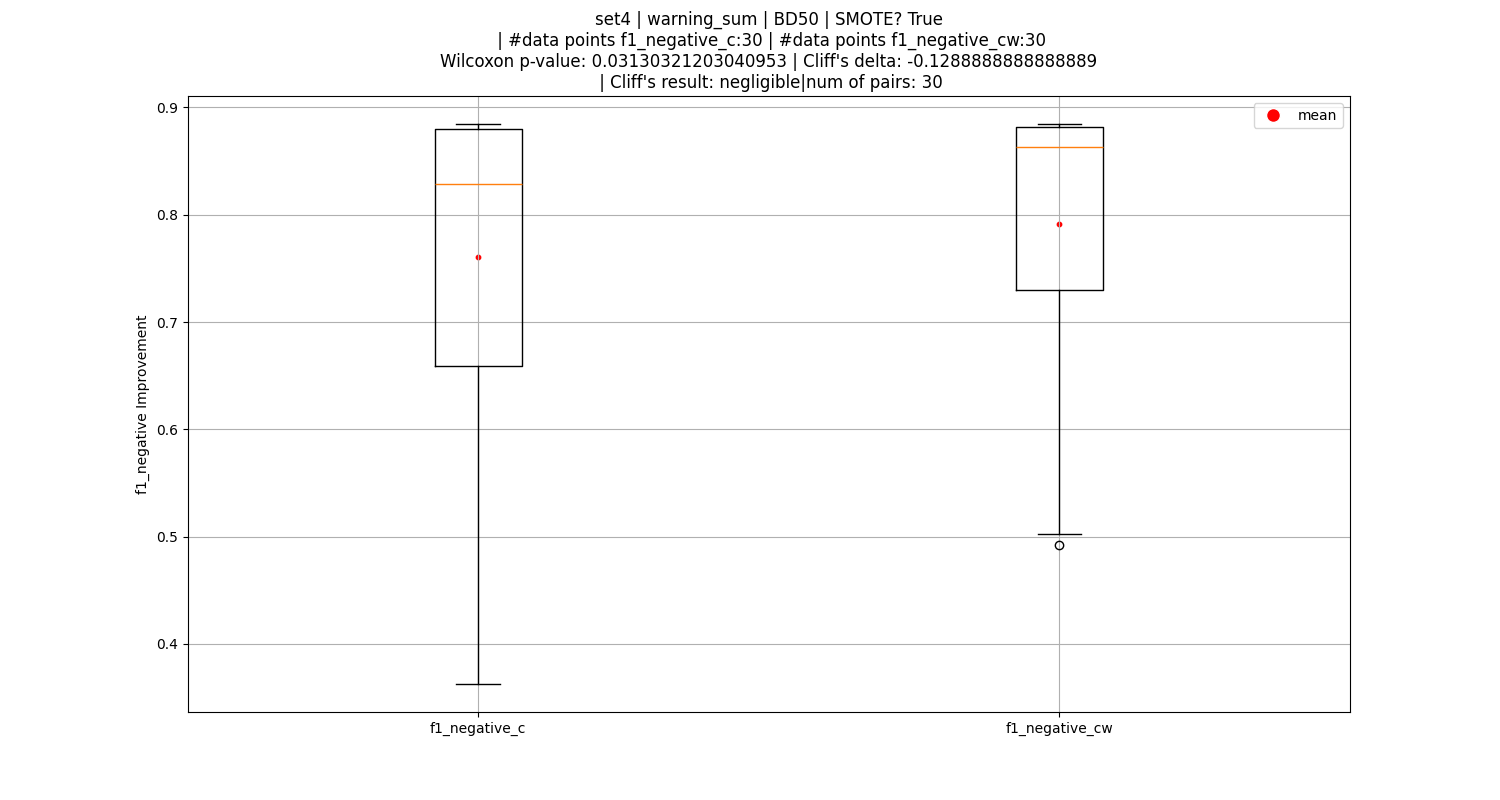 set4 | warning_sum | BD50 | SMOTE? True
| #data points f1_negative_c:30 | #data points f1_negative_cw:30
Wilcoxon p-value: 0.03130321203040953 | Cliff's delta: -0.1288888888888889
| Cliff's result: negligible|num of pairs: 30
mean
0.9
0.8
0.7
0.6
0.5
0.4
f1_negative Improvement
f1_negative_c
f1_negative_cw